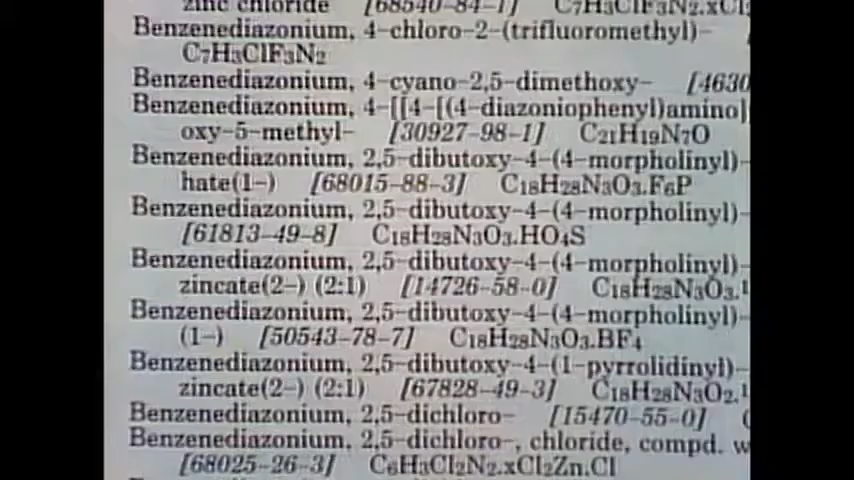 zinc chloride [68540-84-1] C7H3ClF3N2.xCl2
Benzenediazonium, 4-chloro-2-(trifluoromethyl)-
C7H3ClF3N2
Benzenediazonium, 4-cyano-2,5-dimethoxy- [4630
Benzenediazonium, 4-[[4-[(4-diazoniophenyl)amino]
oxy-5-methyl- [30927-98-1] C21H19N7O
Benzenediazonium, 2,5-dibutoxy-4-(4-morpholinyl)-
hate(1-) [68015-88-3] C18H28N3O3.F6P
Benzenediazonium, 2,5-dibutoxy-4-(4-morpholinyl)-
[61813-49-8] C18H28N3O3.HO4S
Benzenediazonium, 2,5-dibutoxy-4-(4-morpholinyl)-
zincate(2-) (2:1) [14726-58-0] C18H28N3O3.1
Benzenediazonium, 2,5-dibutoxy-4-(4-morpholinyl)-
(1-) [50543-78-7] C18H28N3O3.BF4
Benzenediazonium, 2,5-dibutoxy-4-(1-pyrrolidinyl)-
zincate(2-) (2:1) [67828-49-3] C18H28N3O2.1
Benzenediazonium, 2,5-dichloro- [15470-55-0]
Benzenediazonium, 2,5-dichloro-, chloride, compd. w
[68025-26-3] C6H3Cl2N2.xCl2Zn.Cl